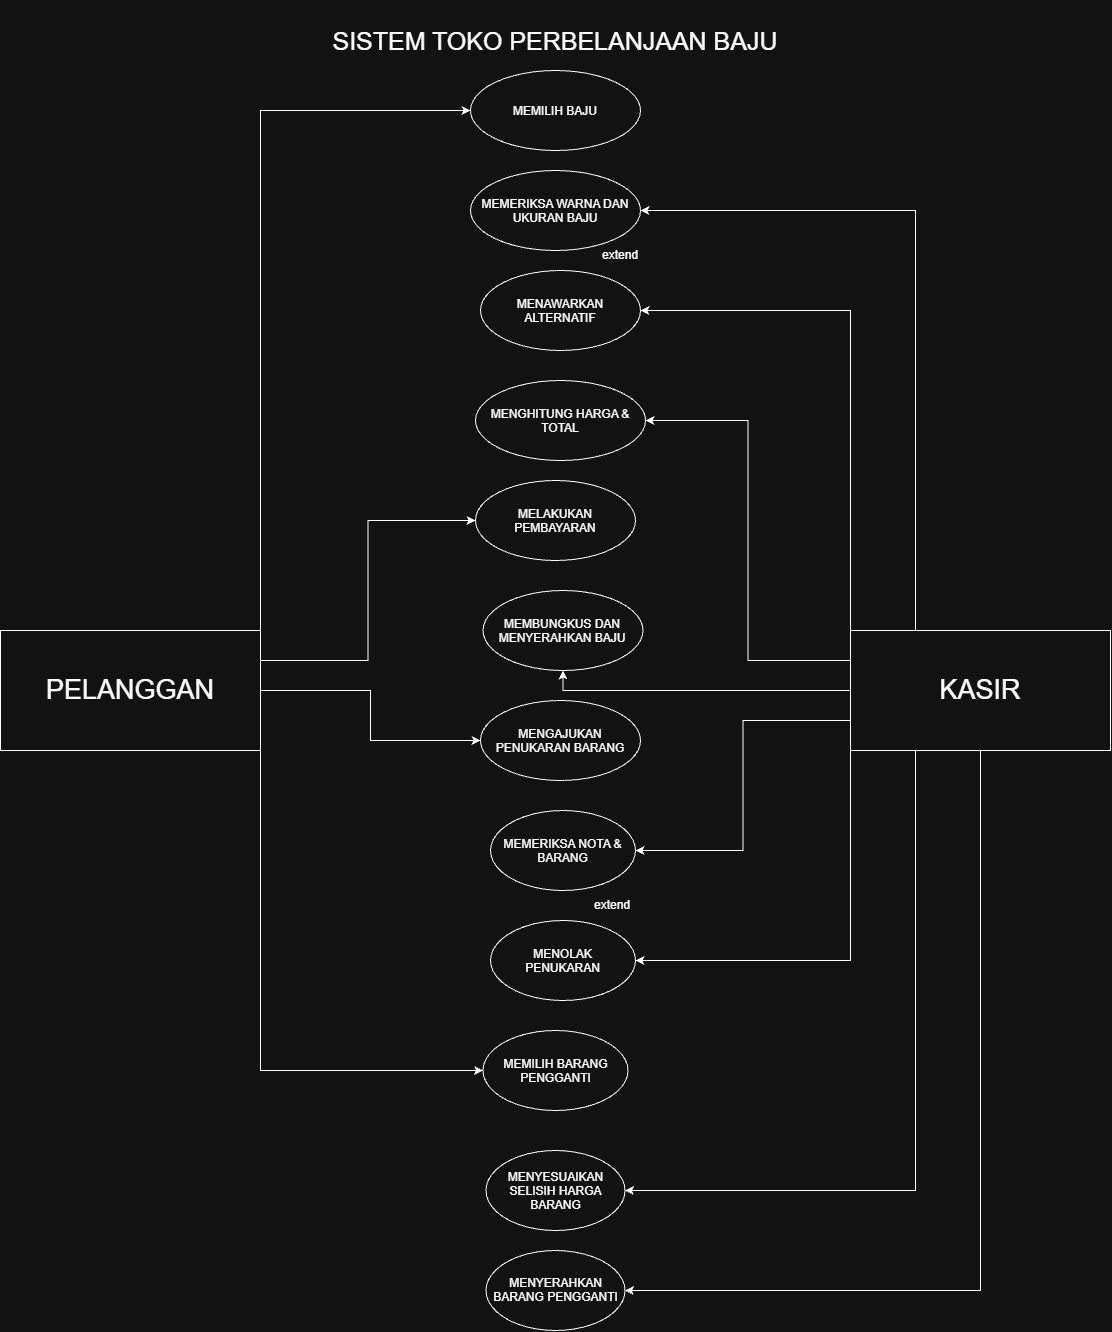 SISTEM TOKO PERBELANJAAN BAJU
MEMILIH BAJU
MEMERIKSA WARNA DAN
UKURAN BAJU
extend
MENAWARKAN
ALTERNATIF
MENGHITUNG HARGA &
TOTAL
MELAKUKAN
PEMBAYARAN
MEMBUNGKUS DAN
MENYERAHKAN BAJU
PELANGGAN
KASIR
MENGAJUKAN
PENUKARAN BARANG
MEMERIKSA NOTA &
BARANG
extend
MENOLAK
PENUKARAN
MEMILIH BARANG
PENGGANTI
MENYESUAIKAN
SELISIH HARGA
BARANG
MENYERAHKAN
BARANG PENGGANTI